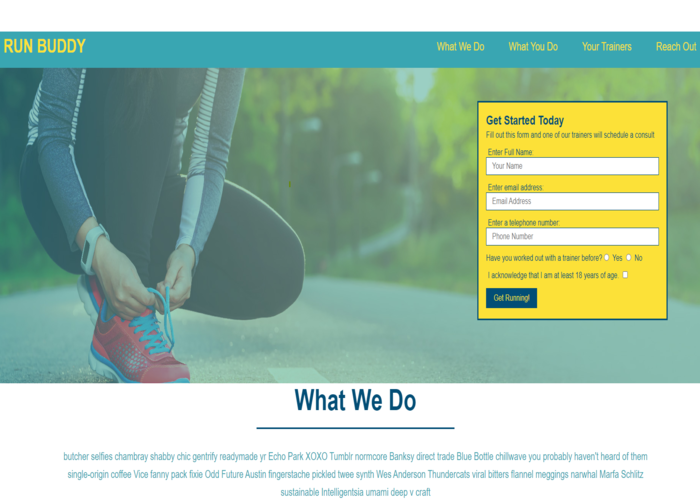 RUN BUDDY
What We Do
What You Do
Your Trainers
Reach Out
Get Started Today
Fill out this form and one of our trainers will schedule a consult
Enter Full Name:
Your Name
Enter email address:
Email Address
Enter a telephone number:
Phone Number
Have you worked out with a trainer before? Yes No
I acknowledge that I am at least 18 years of age
Get Running!
What We Do
butcher selfies chambray shabby chic gentrify readymade yr Echo Park XOXO Tumblr normcore Banksy direct trade Blue Bottle chillwave you probably haven't heard of them
single-origin coffee Vice fanny pack fixie Odd Future Austin fingerstache pickled twee synth Wes Anderson Thundercats viral bitters flannel meggings narwhal Marfa Schlitz
sustainable Intelligentsia umami deep v craft